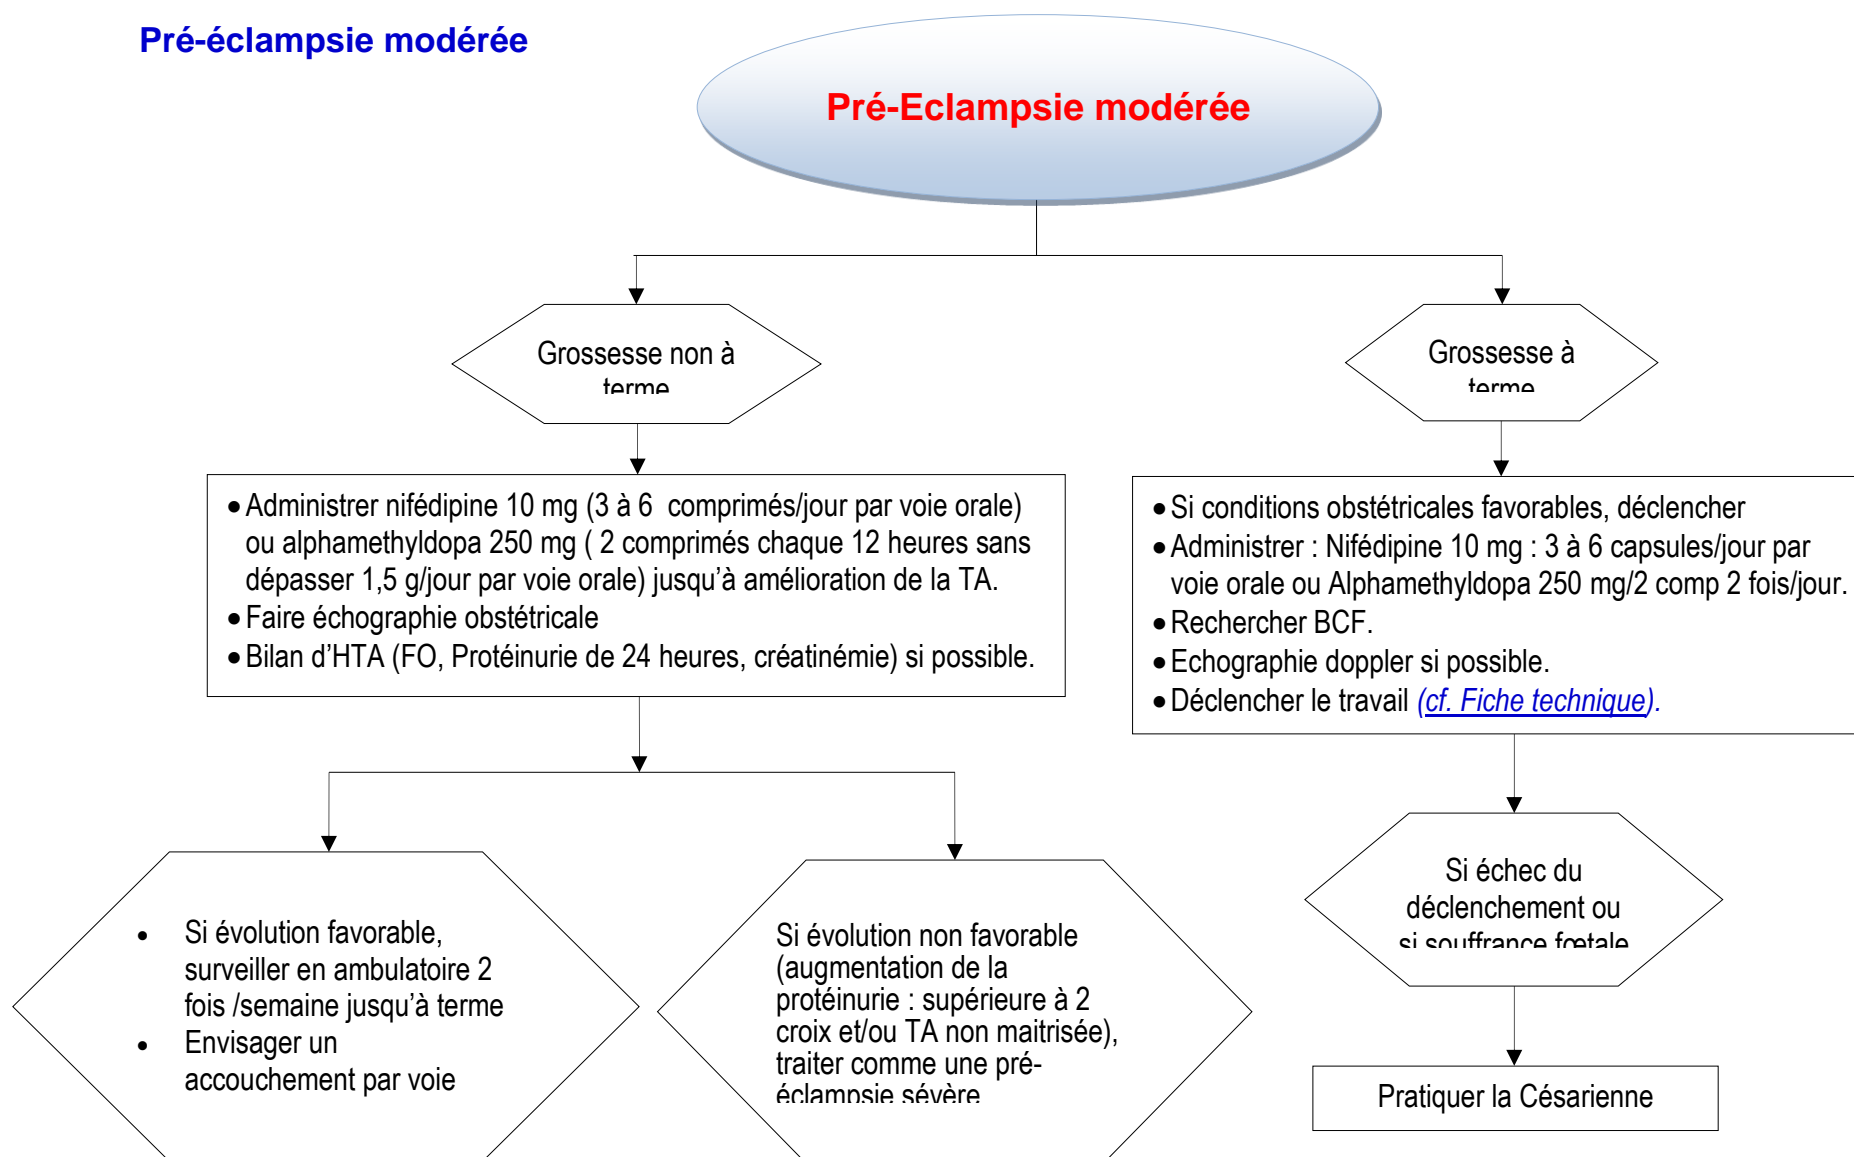 Pré-éclampsie modérée
Pré-Eclampsie modérée
Grossesse non à
terme
Grossesse à
terme
• Administrer nifédipine 10 mg (3 à 6 comprimés/jour par voie orale)
ou alphamethyldopa 250 mg ( 2 comprimés chaque 12 heures sans
dépasser 1,5 g/jour par voie orale) jusqu’à amélioration de la TA.
• Faire échographie obstétricale
• Bilan d’HTA (FO, Protéinurie de 24 heures, créatinémie) si possible.
• Si conditions obstétricales favorables, déclencher
• Administrer : Nifédipine 10 mg : 3 à 6 capsules/jour par
voie orale ou Alphamethyldopa 250 mg/2 comp 2 fois/jour.
• Rechercher BCF.
• Echographie doppler si possible.
• Déclencher le travail (cf. Fiche technique).
• Si évolution favorable,
surveiller en ambulatoire 2
fois /semaine jusqu’à terme
• Envisager un
accouchement par voie
Si évolution non favorable
(augmentation de la
protéinurie : supérieure à 2
croix et/ou TA non maitrisée),
traiter comme une pré-
éclampsie sévère
Si échec du
déclenchement ou
si souffrance fœtale
Pratiquer la Césarienne